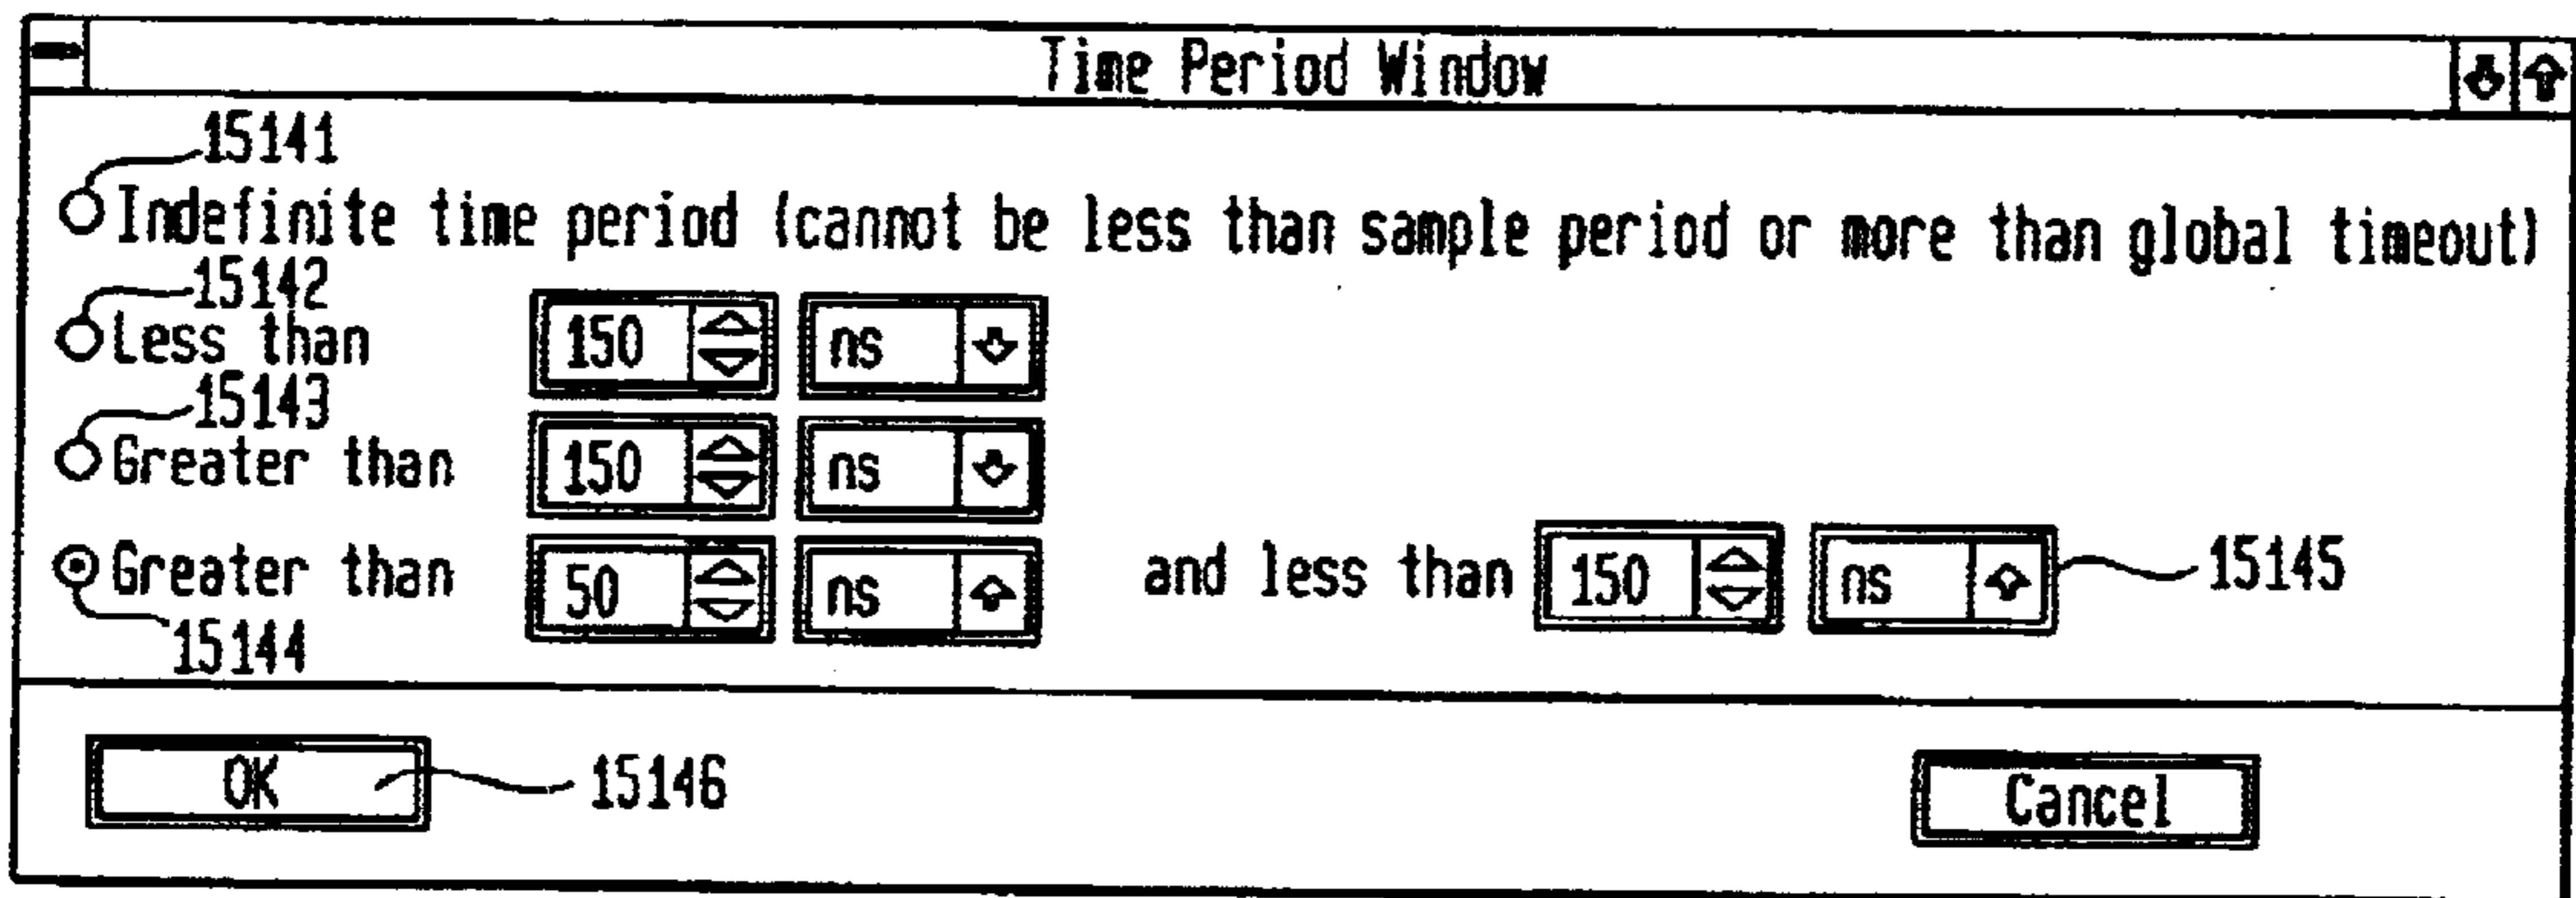 Time Period Window
15141
Indefinite time period (cannot be less than sample period or more than global timeout)
15142
Less than 150 ns
15143
Greater than 150 ns
Greater than 50 ns and less than 150 ns 15145
15144
OK 15146 Cancel